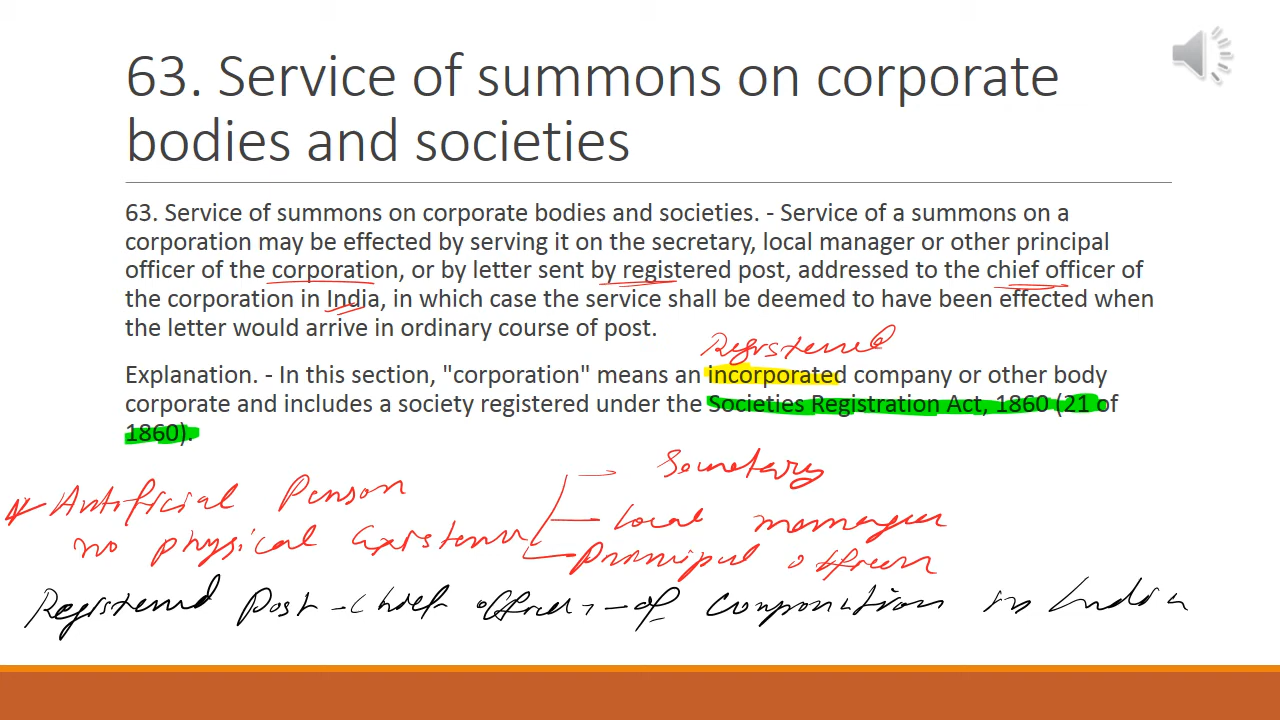 63. Service of summons on corporate
bodies and societies
63. Service of summons on corporate bodies and societies. - Service of a summons on a
corporation may be effected by serving it on the secretary, local manager or other principal
officer of the corporation, or by letter sent by registered post, addressed to the chief officer of
the corporation in India, in which case the service shall be deemed to have been effected when
the letter would arrive in ordinary course of post.
Registered
Explanation. - In this section, "corporation" means an incorporated company or other body
corporate and includes a society registered under the Societies Registration Act, 1860 (21 of
1860).
Secretary
Artificial Person
Local manager
no physical existence
Principal officer
Registered Post - Chief officer - of corporation in India